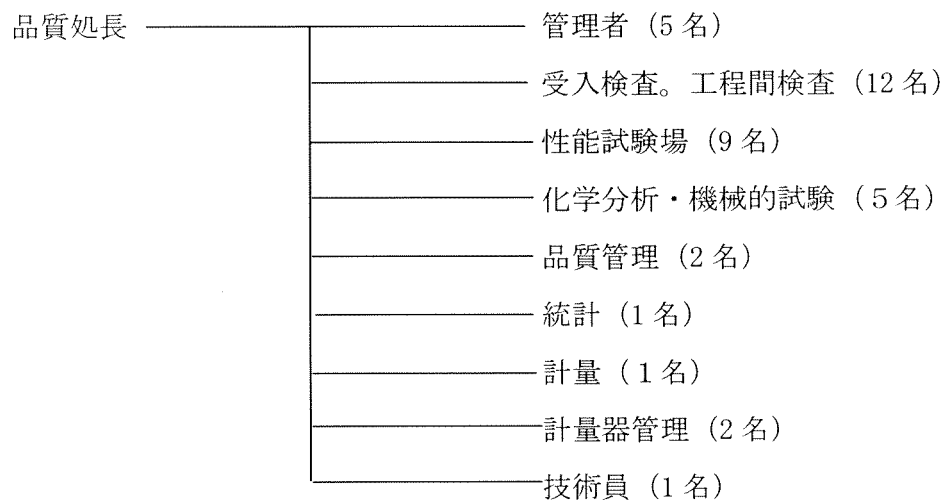 品質処長
管理者（5 名）
受入検査。工程間検査（12 名）
性能試験場（9 名）
化学分析・機械的試験（５名）
品質管理（2 名）
統計（1 名）
計量（１名）
計量器管理（2 名）
技術員（1 名）